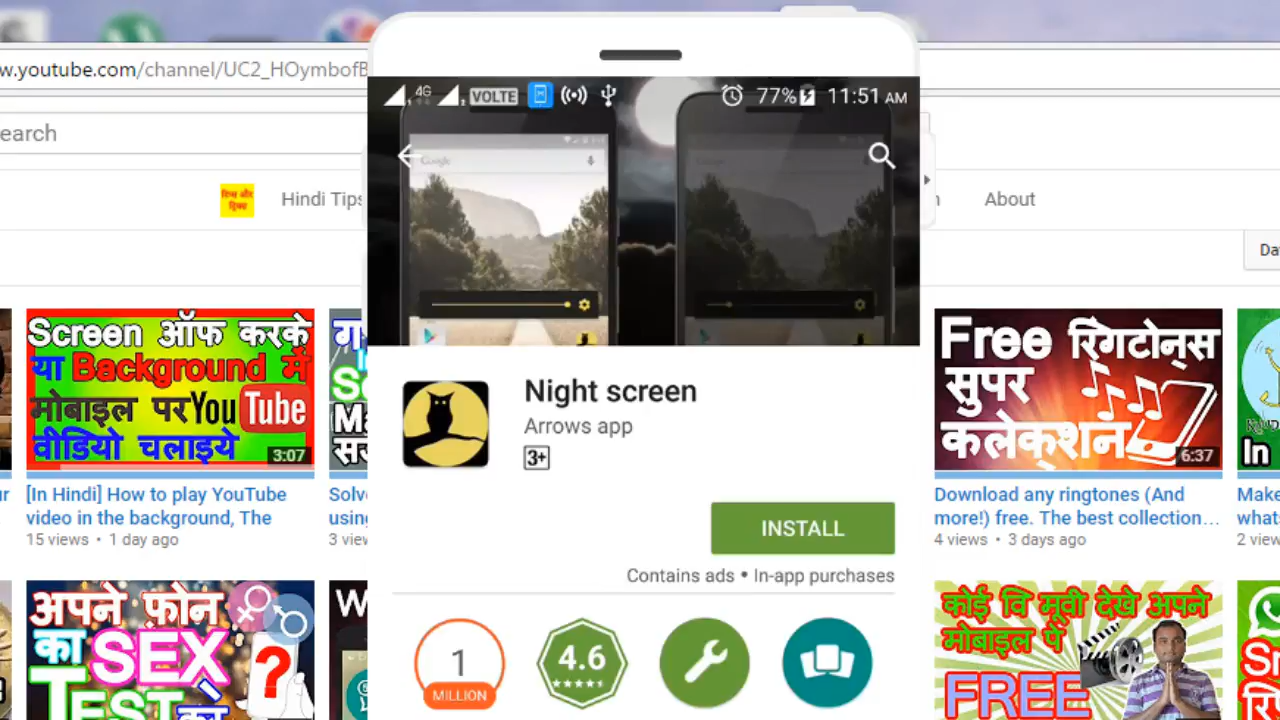 w.youtube.com/channel/UC2_HOymbofB
earch
Hindi Tips
टिप्स और
ट्रिक्स
About
4G
VOLTE
77%
11:51 AM
Google
Google
Night screen
Arrows app
3+
INSTALL
Contains ads • In-app purchases
1
MILLION
4.6
Screen ऑफ करके
या Background में
मोबाइल पर YouTube
वीडियो चलाइये
3:07
[In Hindi] How to play YouTube
video in the background, The
15 views • 1 day ago
Solv
using
3 view
Free रिंगटोन्स
सुपर
कलेक्शन
6:37
Download any ringtones (And
more!) free. The best collection...
4 views • 3 days ago
In
Make
what
2 view
अपने फ़ोन
का SEX
TEST को
?
W
कोई वि मूवी देखे अपने
मोबाइल पे
FREE